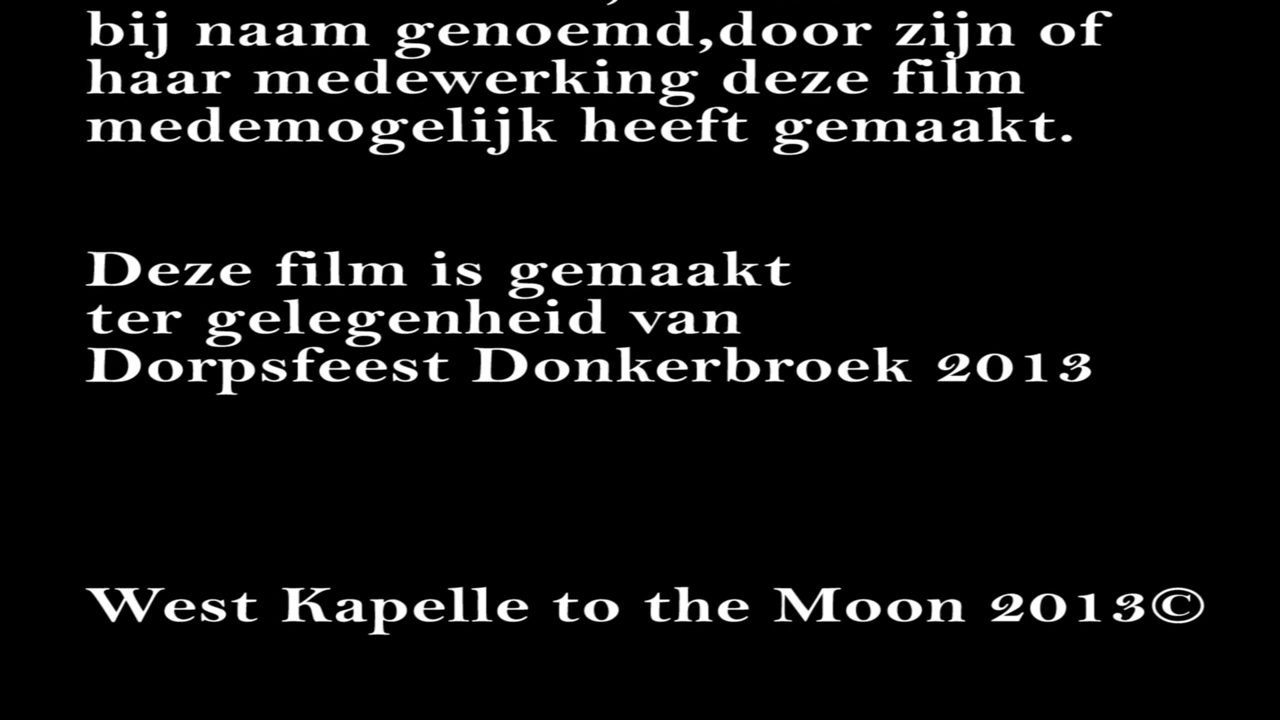 bij naam genoemd,door zijn of
haar medewerking deze film
medemogelijk heeft gemaakt.
Deze film is gemaakt
ter gelegenheid van
Dorpsfeest Donkerbroek 2013
West Kapelle to the Moon 2013©